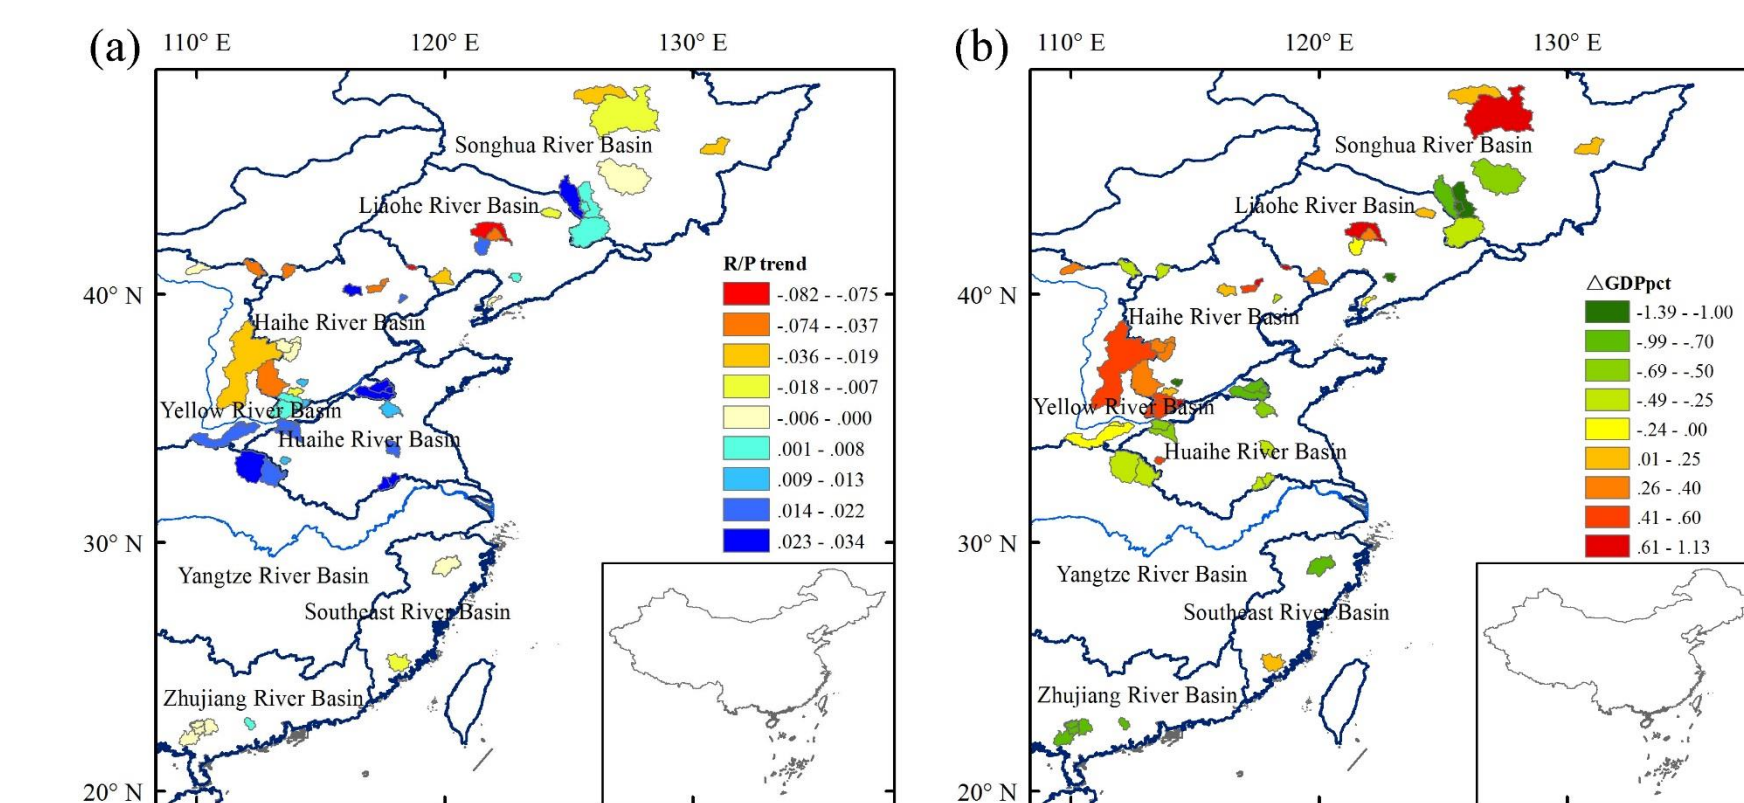 (a)
110° E
120° E
130° E
Songhua River Basin
Liaohe River Basin
R/P trend
-.082 - -.075
40° N
-.074 - -.037
Haihe River Basin
-.036 - -.019
-.018 - -.007
Yellow River Basin
-.006 - .000
Huaihe River Basin
.001 - .008
.009 - .013
.014 - .022
30° N
.023 - .034
Yangtze River Basin
Southeast River Basin
Zhujiang River Basin
20° N
(b)
110° E
120° E
130° E
Songhua River Basin
Liaohe River Basin
△GDPpct
40° N
-1.39 - -1.00
Haihe River Basin
-.99 - -.70
-.69 - -.50
Yellow River Basin
-.49 - -.25
-.24 - .00
Huaihe River Basin
.01 - .25
.26 - .40
.41 - .60
30° N
.61 - 1.13
Yangtze River Basin
Southeast River Basin
Zhujiang River Basin
20° N